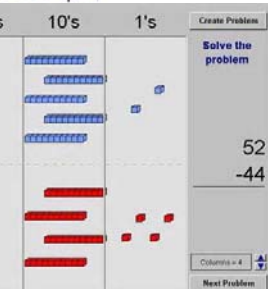 10's
1's
Create Problem
Solve the
problem
52
-44
Columns = 4
Next Problem